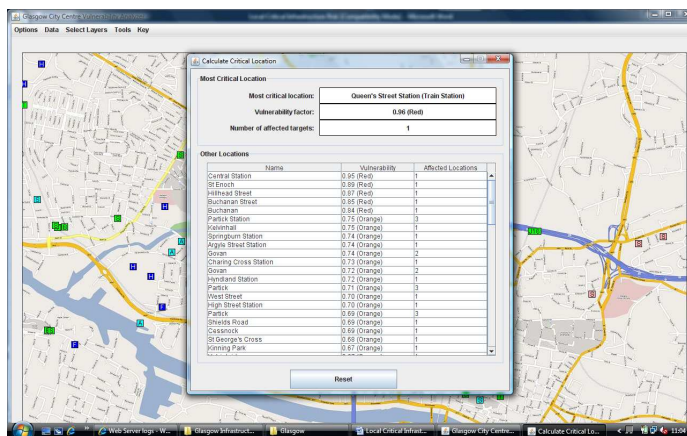 Glasgow City Centre Vulnerability Analyser
Options Data Select Layers Tools Key
Calculate Critical Location
Most Critical Location
Most critical location: Queen's Street Station (Train Station)
Vulnerability factor: 0.96 (Red)
Number of affected targets: 1
Other Locations
Name Vulnerability Affected Locations
Central Station 0.95 (Red) 1
St Enoch 0.89 (Red) 1
Hillhead Street 0.87 (Red) 1
Buchanan Street 0.85 (Red) 1
Buchanan 0.84 (Red) 1
Partick Station 0.75 (Orange) 3
Kelvinhall 0.75 (Orange) 1
Springburn Station 0.74 (Orange) 1
Argyle Street Station 0.74 (Orange) 1
Govan 0.74 (Orange) 2
Charing Cross Station 0.73 (Orange) 1
Govan 0.72 (Orange) 2
Hyndland Station 0.72 (Orange) 1
Partick 0.71 (Orange) 3
West Street 0.70 (Orange) 1
High Street Station 0.70 (Orange) 1
Partick 0.69 (Orange) 3
Shields Road 0.69 (Orange) 1
Cessnock 0.69 (Orange) 1
St George's Cross 0.68 (Orange) 1
Kinning Park 0.67 (Orange) 1
Reset
Web Server logs - W... Glasgow Infrastruct... Glasgow Local Critical Infrast... Glasgow City Centre... Calculate Critical Lo... 11:04